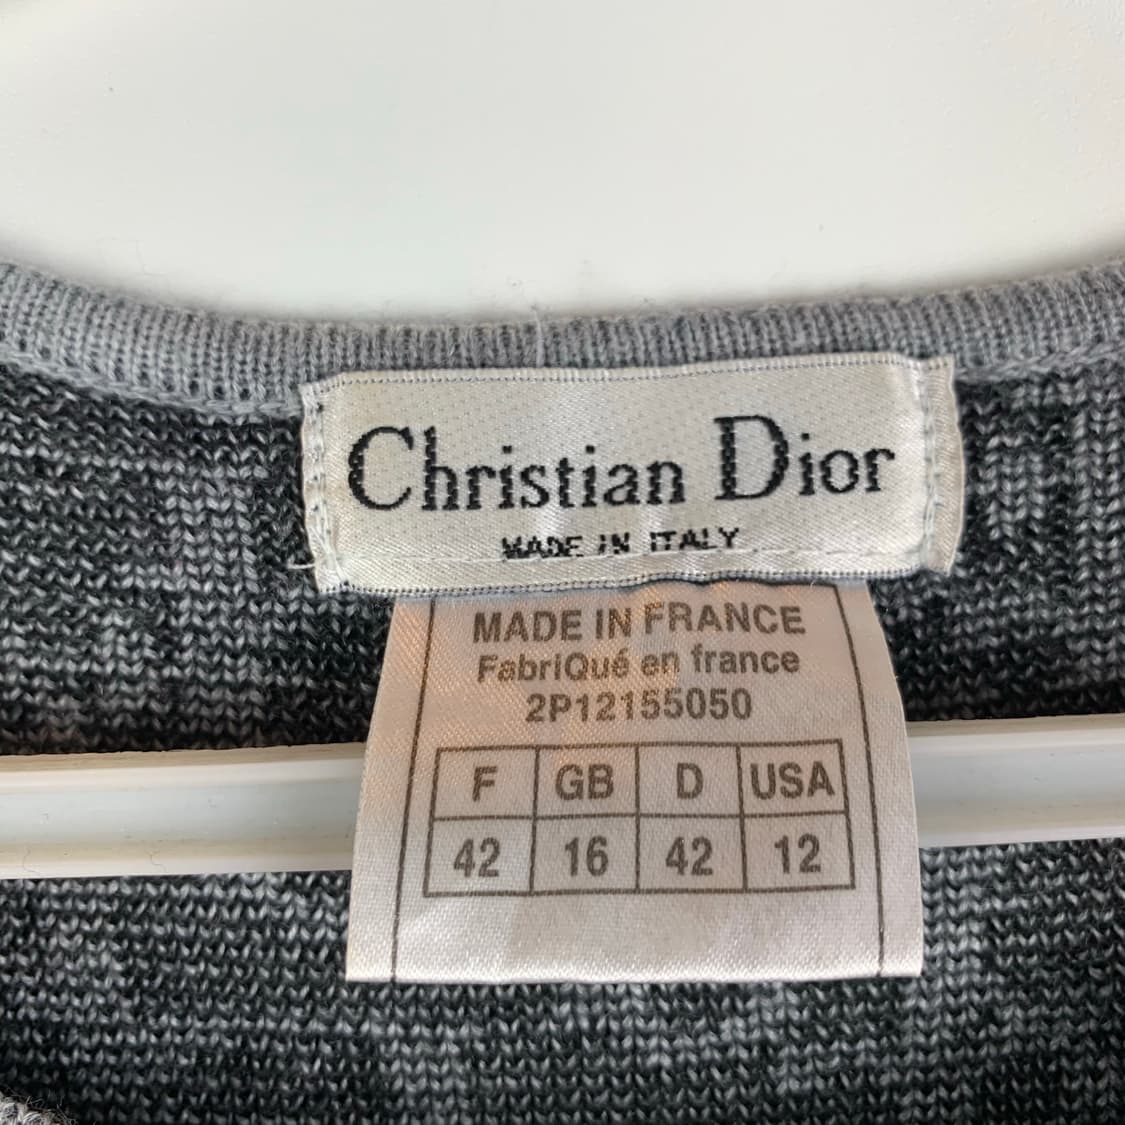 Christian Dior
MADE IN ITALY
MADE IN FRANCE
FabriQué en france
2P12155050
F GB D USA
42 16 42 12